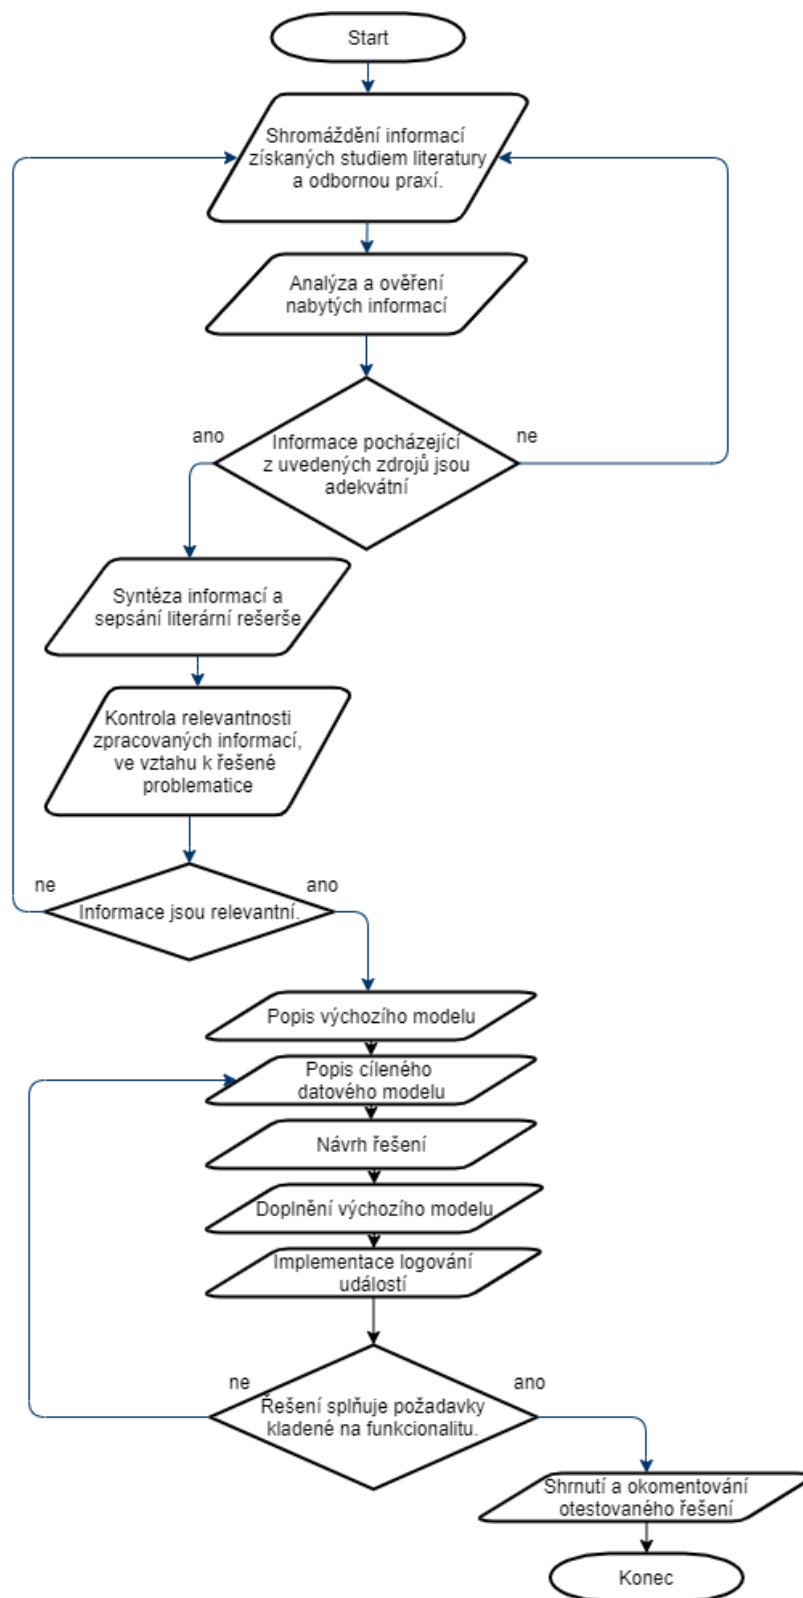 Start
Shromáždění informací
získaných studiem literatury
a odbornou praxí.
Analýza a ověření
nabytých informací
ano
ne
Informace pocházející
z uvedených zdrojů jsou
adekvátní
Syntéza informací a
sepsání literární rešerše
Kontrola relevantnosti
zpracovaných informací,
ve vztahu k řešené
problematice
ne
ano
Informace jsou relevantní.
Popis výchozího modelu
Popis cíleného
datového modelu
Návrh řešení
Doplnění výchozího modelu
Implementace logování
událostí
ne
ano
Řešení splňuje požadavky
kladené na funkcionalitu.
Shrnutí a okomentování
otestovaného řešení
Konec